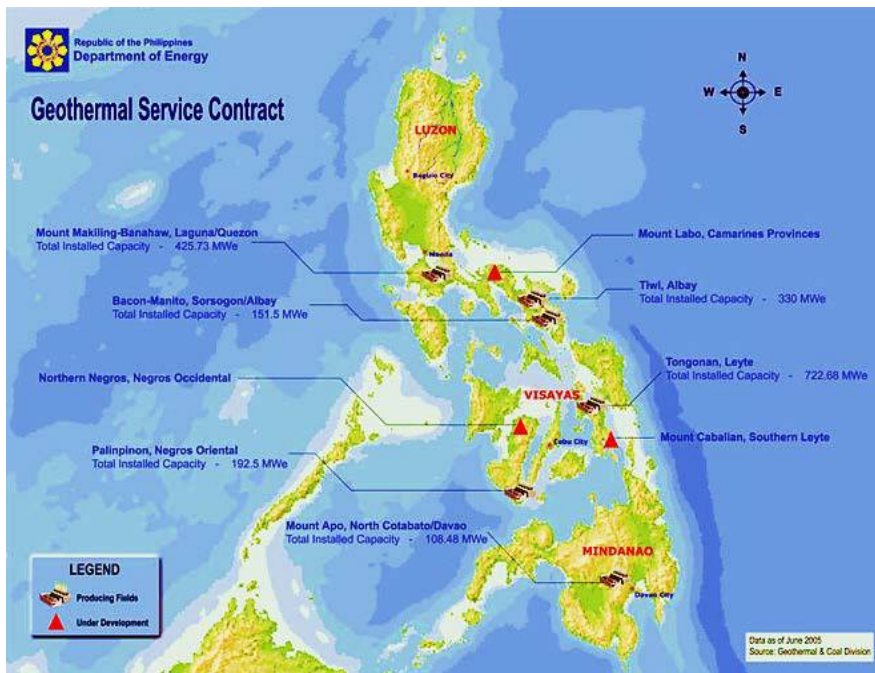 Republic of the Philippines
Department of Energy
Geothermal Service Contract
N
W E
S
LUZON
Baguio City
Mount Makiling-Banahaw, Laguna/Quezon
Total Installed Capacity - 425.73 MWe
Manila
Mount Labo, Camarines Provinces
Bacon-Manito, Sorsogon/Albay
Total Installed Capacity - 151.5 MWe
Tiwi, Albay
Total Installed Capacity - 330 MWe
Northern Negros, Negros Occidental
Tongonan, Leyte
Total Installed Capacity - 722.68 MWe
VISAYAS
Cebu City
Mount Cabalian, Southern Leyte
Palinpinon, Negros Oriental
Total Installed Capacity - 192.5 MWe
Mount Apo, North Cotabato/Davao
Total Installed Capacity - 108.48 MWe
MINDANAO
Davao City
LEGEND
Producing Fields
Under Development
Data as of June 2005
Source: Geothermal & Coal Division